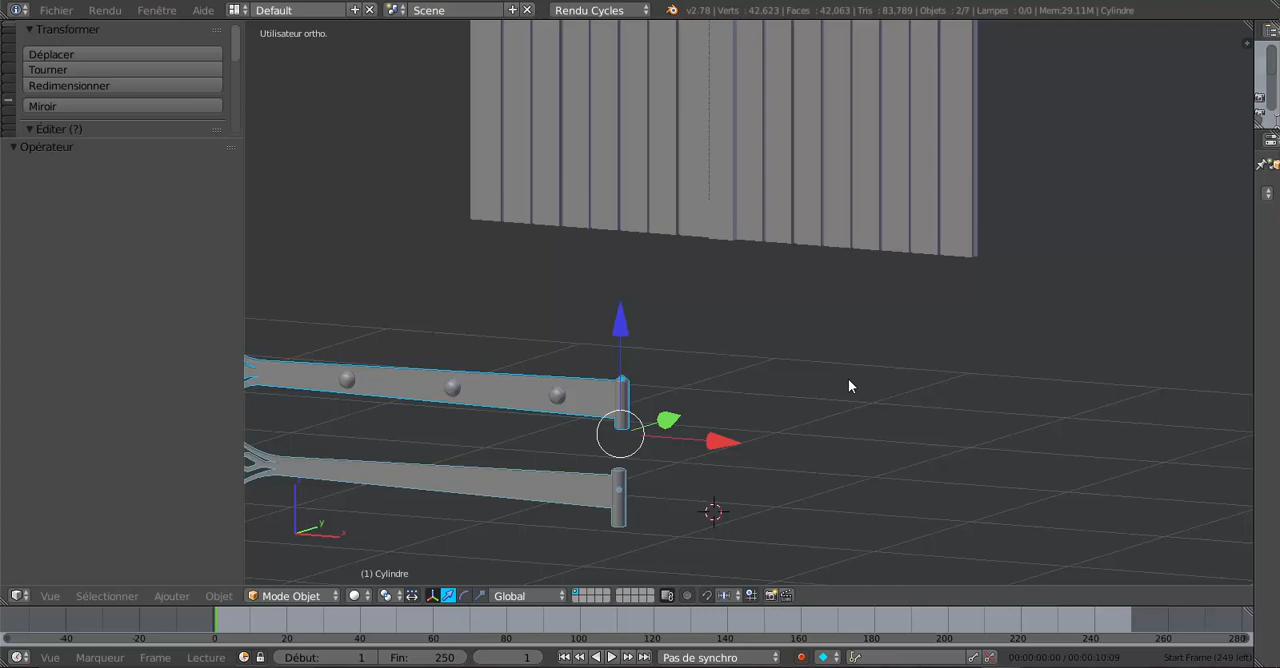 Fichier Rendu Fenêtre Aide Default Scene Rendu Cycles v2.78 | Verts : 42,623 | Faces : 42,063 | Tris : 83,789 | Objets : 2/7 | Lampes : 0/0 | Mem:29.11M | Cylindre
Transformer
Utilisateur ortho.
Déplacer
Tourner
Redimensionner
Miroir
Éditer (?)
Opérateur
y
x
(1) Cylindre
Vue Sélectionner Ajouter Objet Mode Objet Global
-40 -20 0 20 40 60 80 100 120 140 160 180 200 220 240 260 280
Vue Marqueur Frame Lecture Début: 1 Fin: 250 1 Pas de synchro 00:00:00:00 / 00:00:10:09 Start Frame (249 left)